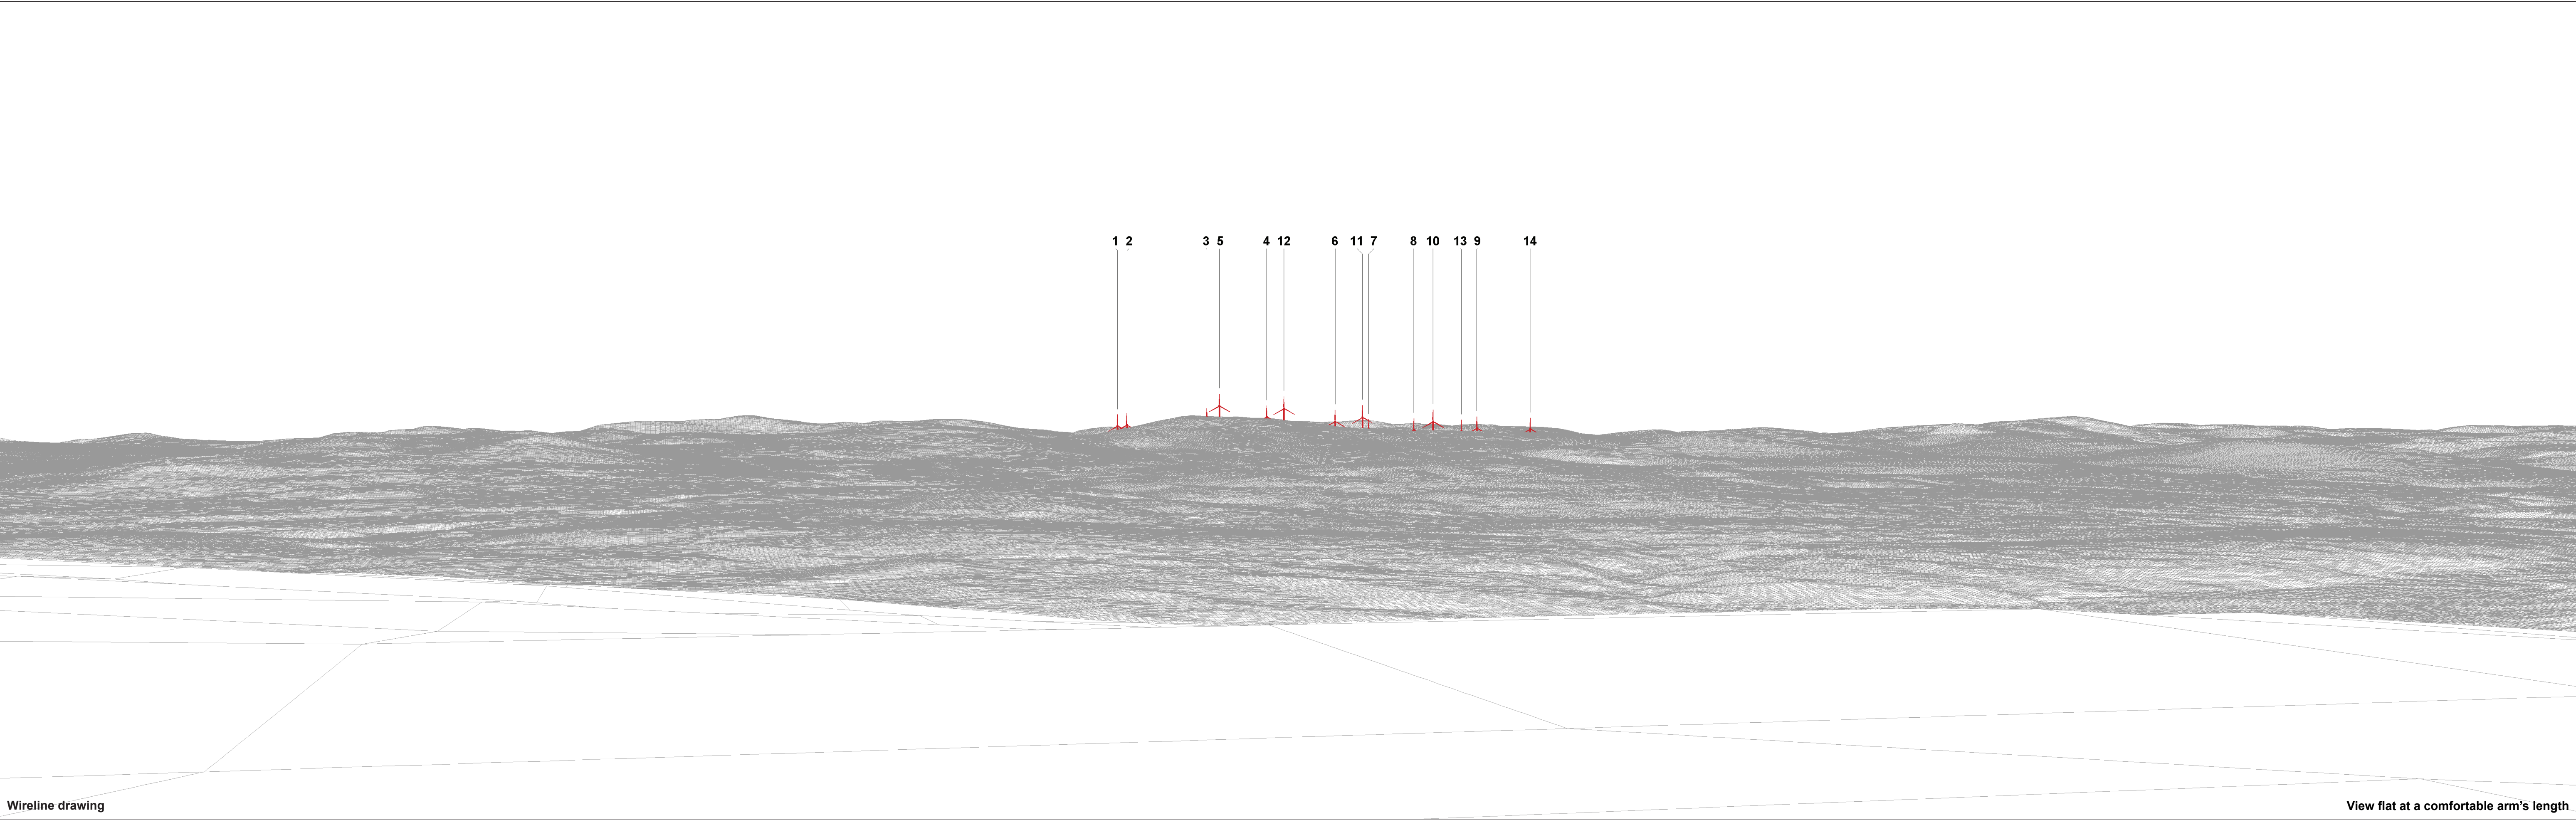 1 2 3 5 4 12 6 11 7 8 10 13 9 14
Wireline drawing
View flat at a comfortable arm's length